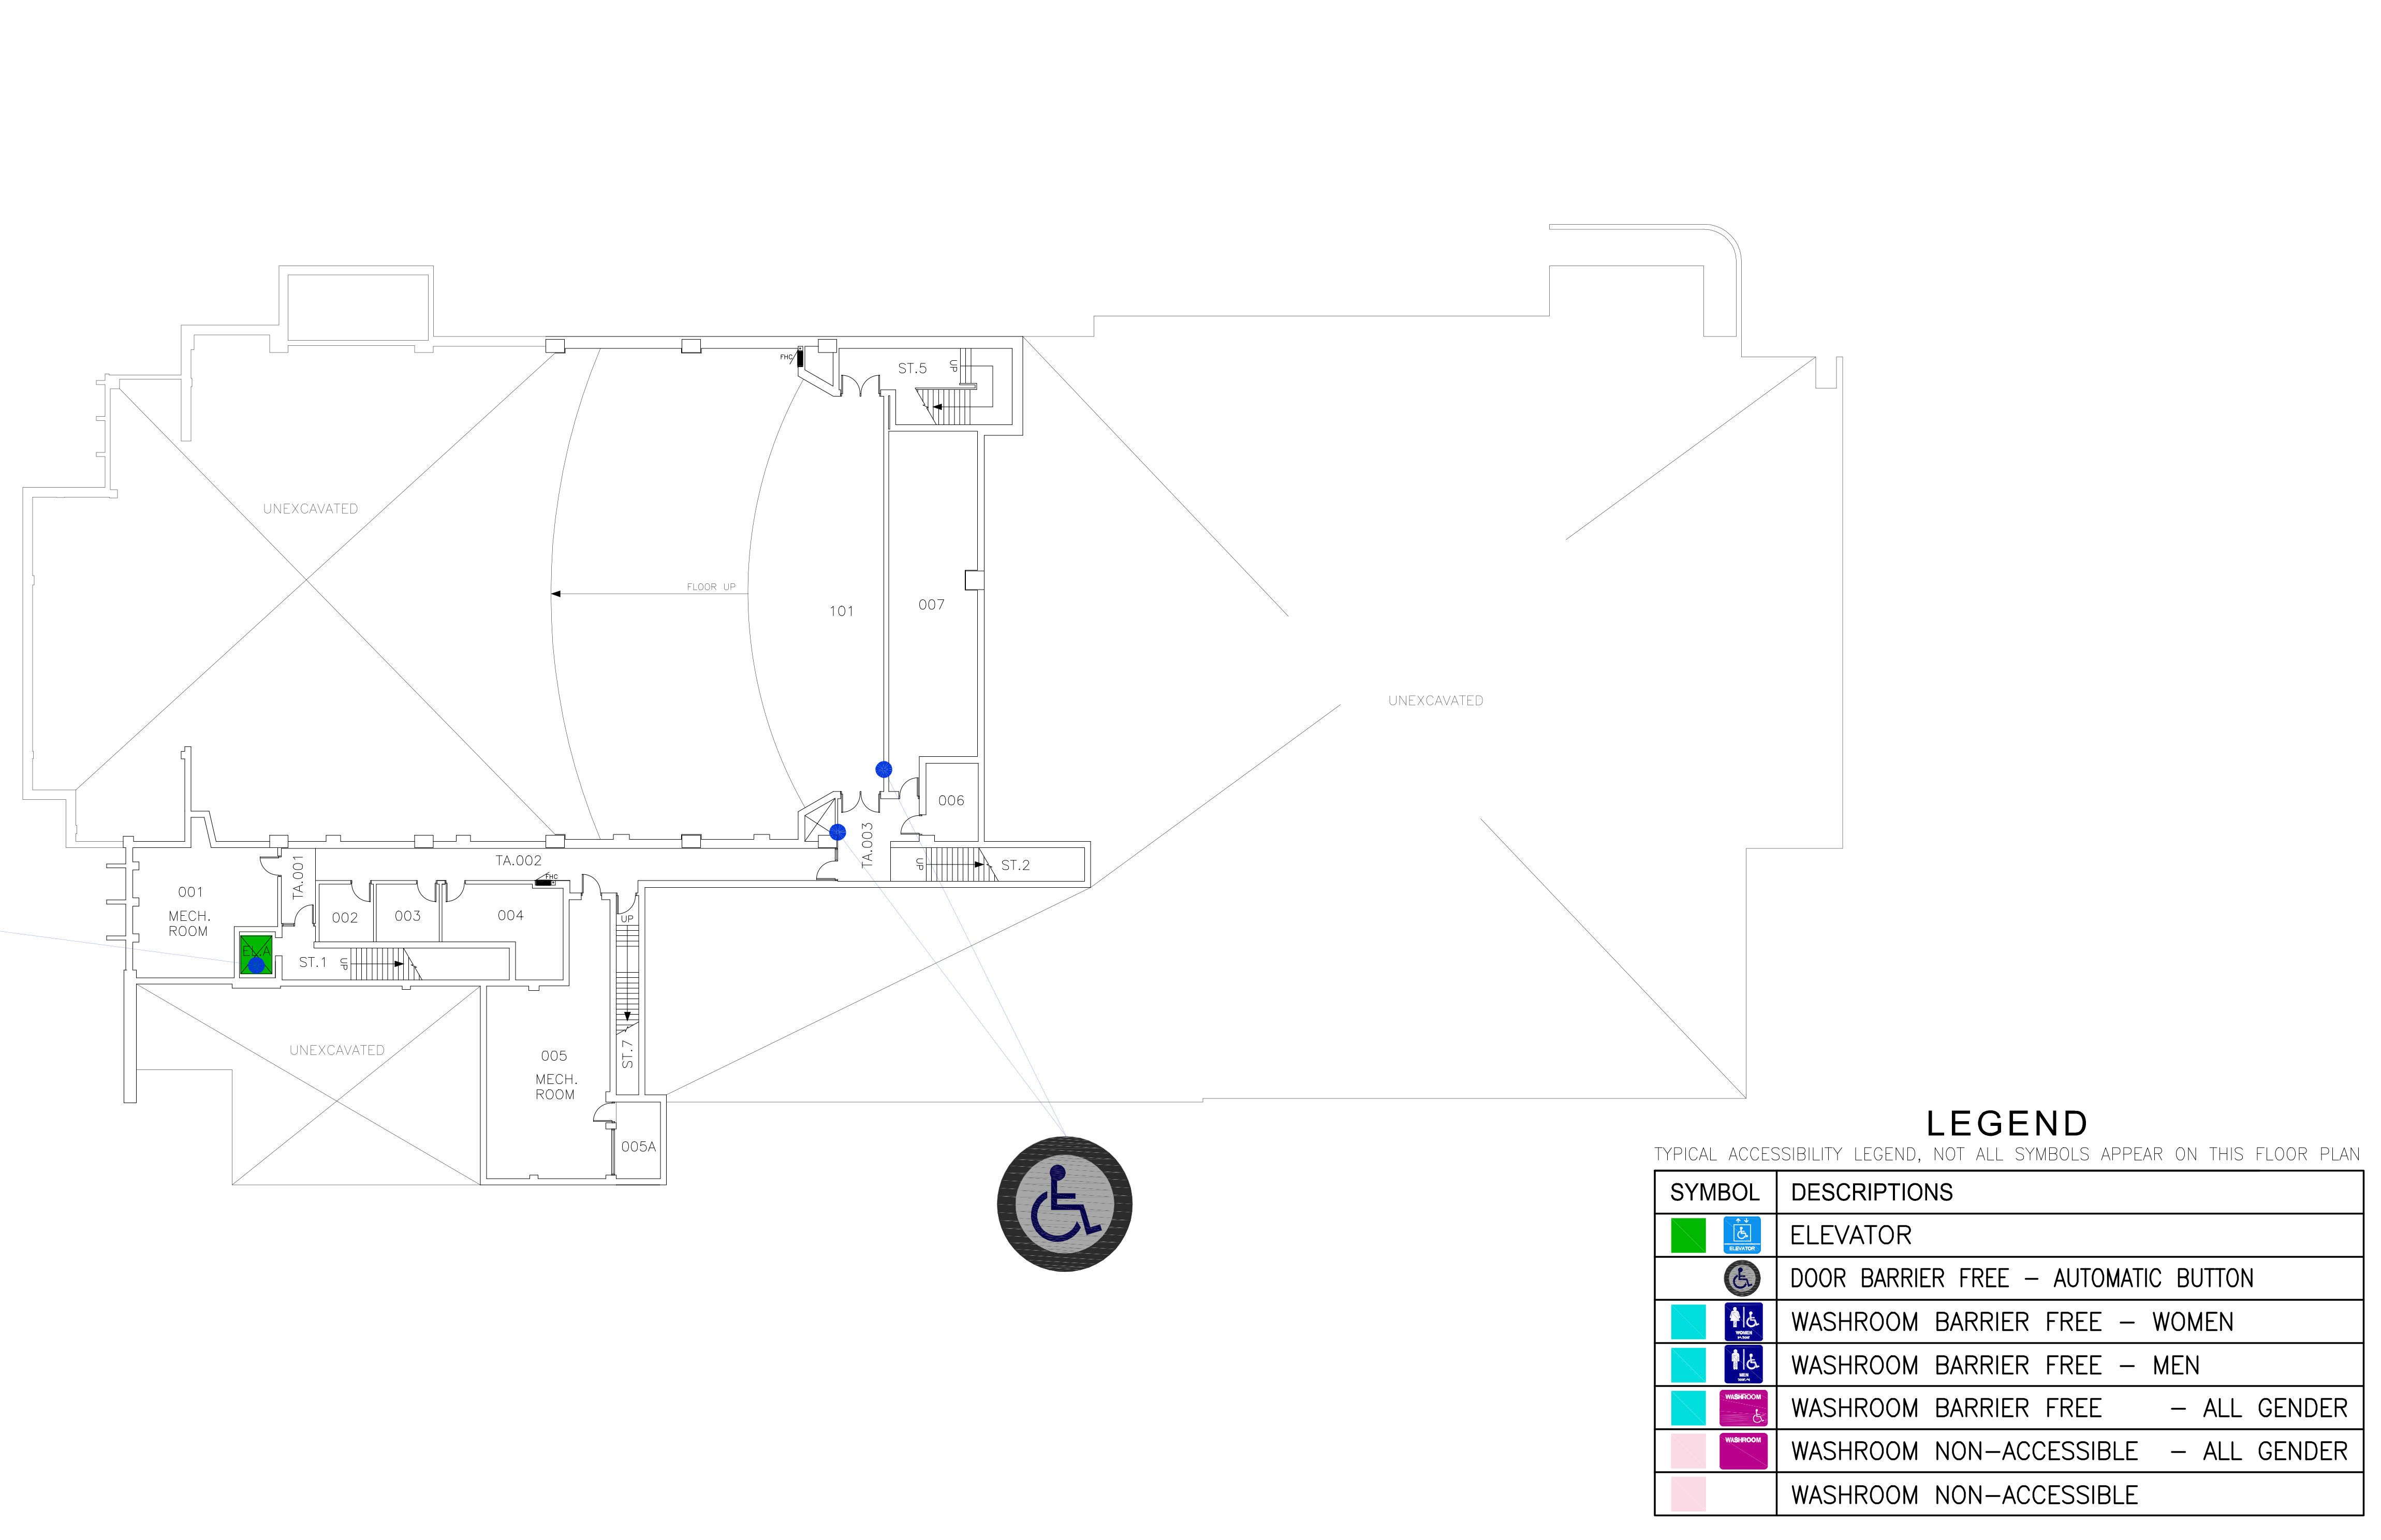 FHC
ST.5
UP
UNEXCAVATED
FLOOR UP
101
007
UNEXCAVATED
006
TA.003
TA.002
TA.001
UP
ST.2
001
MECH.
ROOM
FHC
002
003
004
UP
EL.A
ST.1
UP
UNEXCAVATED
005
MECH.
ROOM
ST.7
005A
LEGEND
TYPICAL ACCESSIBILITY LEGEND, NOT ALL SYMBOLS APPEAR ON THIS FLOOR PLAN
SYMBOL DESCRIPTIONS
ELEVATOR ELEVATOR
DOOR BARRIER FREE - AUTOMATIC BUTTON
WOMEN WASHROOM BARRIER FREE - WOMEN
MEN WASHROOM BARRIER FREE - MEN
WASHROOM WASHROOM BARRIER FREE - ALL GENDER
WASHROOM WASHROOM NON-ACCESSIBLE - ALL GENDER
WASHROOM NON-ACCESSIBLE